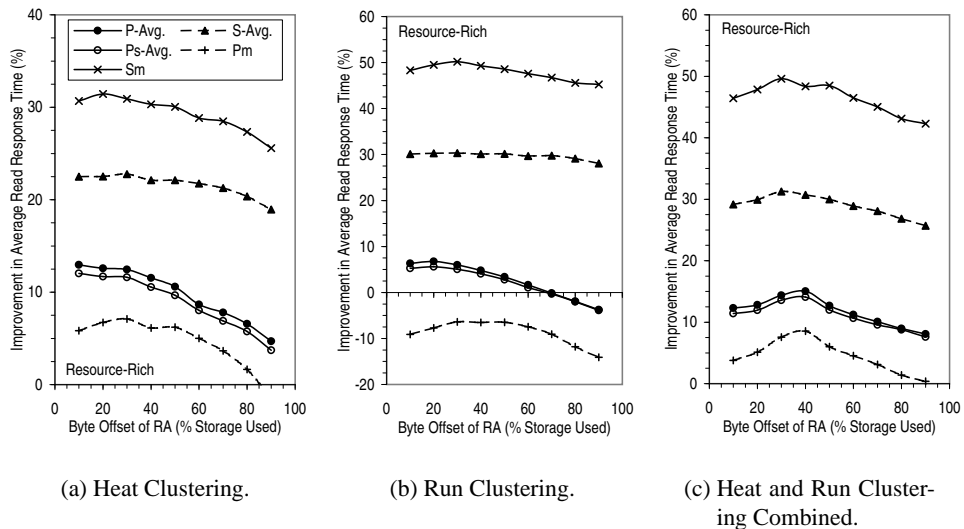 Improvement in Average Read Response Time (%)
40
30
20
10
0
P-Avg.
S-Avg.
Ps-Avg.
Pm
Sm
Resource-Rich
0 20 40 60 80 100
Byte Offset of RA (% Storage Used)
(a) Heat Clustering.
Improvement in Average Read Response Time (%)
60
50
40
30
20
10
0
-10
-20
Resource-Rich
0 20 40 60 80 100
Byte Offset of RA (% Storage Used)
(b) Run Clustering.
Improvement in Average Read Response Time (%)
60
50
40
30
20
10
0
Resource-Rich
0 20 40 60 80 100
Byte Offset of RA (% Storage Used)
(c) Heat and Run Cluster-
ing Combined.